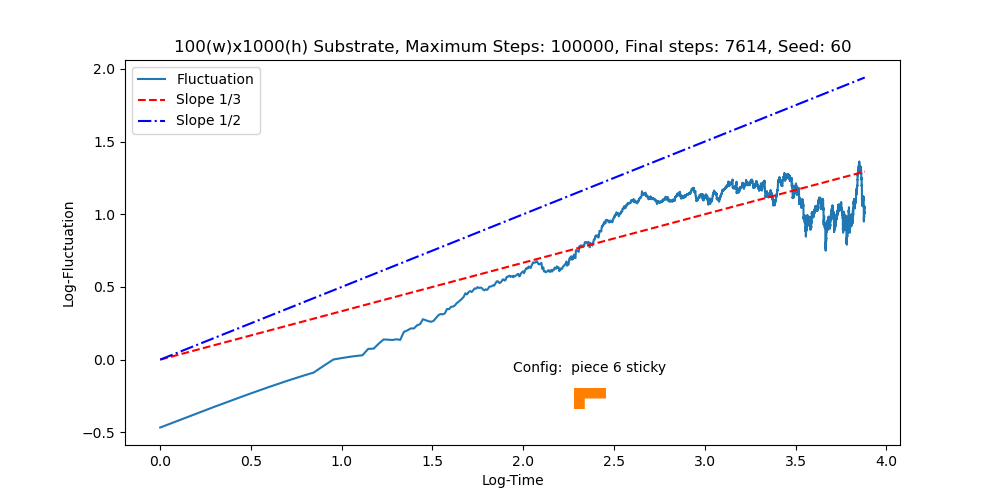 100(w)x1000(h) Substrate, Maximum Steps: 100000, Final steps: 7614, Seed: 60
Fluctuation
Slope 1/3
Slope 1/2
2.0
1.5
1.0
0.5
0.0
−0.5
Log-Fluctuation
Config:  piece 6 sticky
0.0 0.5 1.0 1.5 2.0 2.5 3.0 3.5 4.0
Log-Time